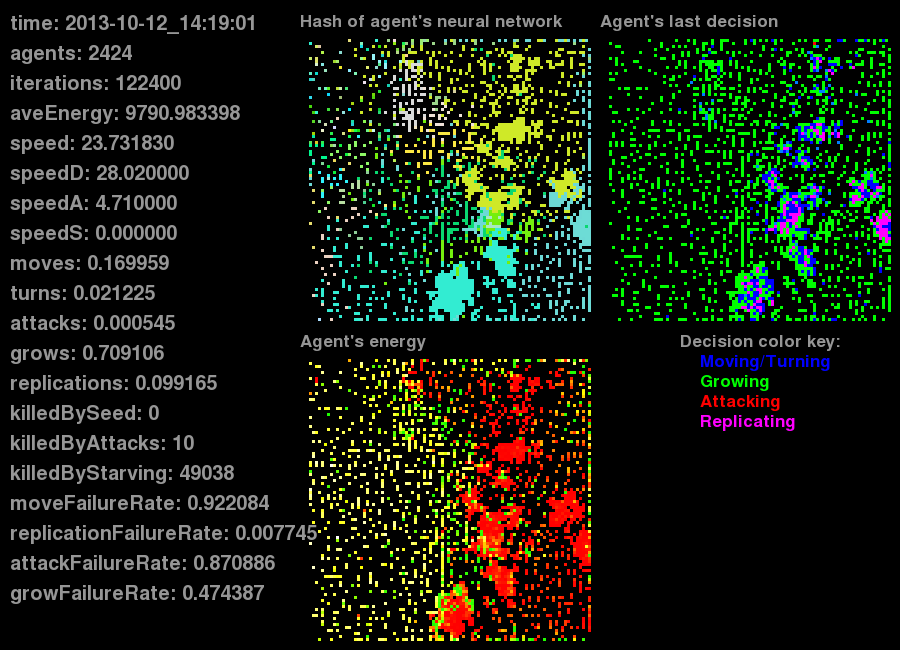 time: 2013-10-12_14:19:01
agents: 2424
iterations: 122400
aveEnergy: 9790.983398
speed: 23.731830
speedD: 28.020000
speedA: 4.710000
speedS: 0.000000
moves: 0.169959
turns: 0.021225
attacks: 0.000545
grows: 0.709106
replications: 0.099165
killedBySeed: 0
killedByAttacks: 10
killedByStarving: 49038
moveFailureRate: 0.922084
replicationFailureRate: 0.007745
attackFailureRate: 0.870886
growFailureRate: 0.474387
Hash of agent's neural network
Agent's last decision
Agent's energy
Decision color key:
Moving/Turning
Growing
Attacking
Replicating